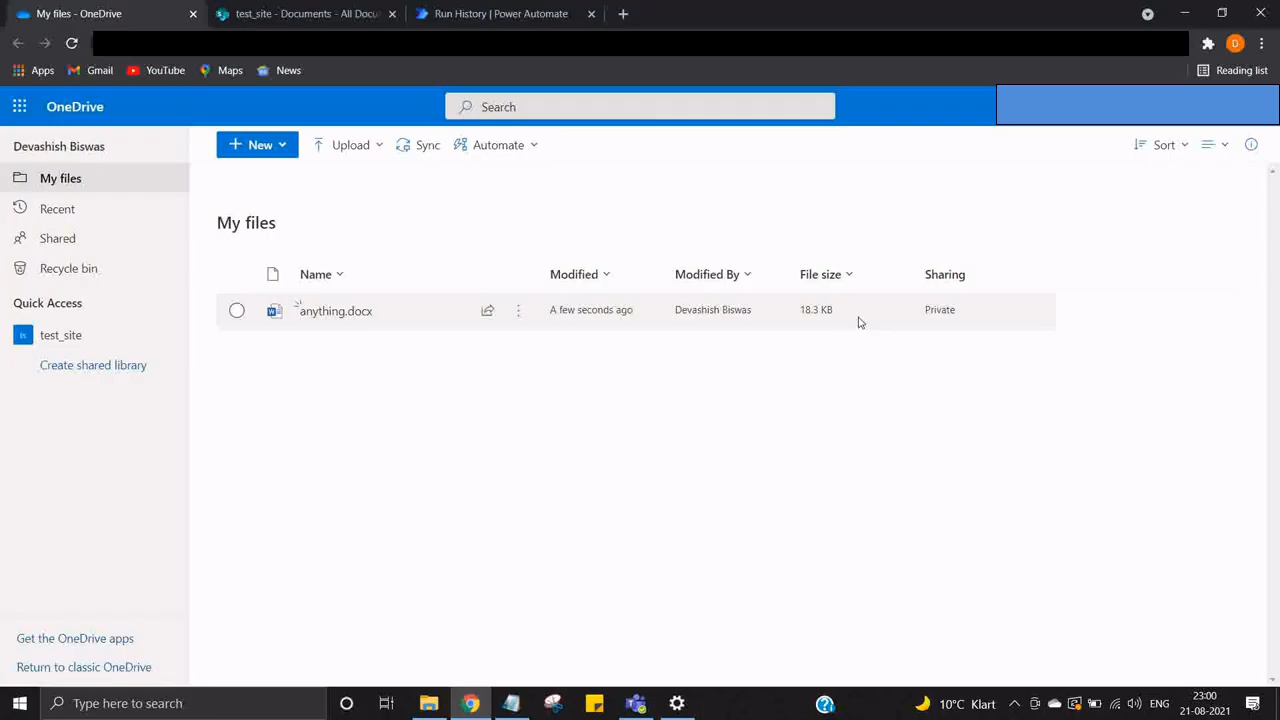 My files - OneDrive
test_site - Documents - All Docu
Run History | Power Automate
D
Apps
Gmail
YouTube
Maps
News
Reading list
OneDrive
Search
Devashish Biswas
My files
Recent
Shared
Recycle bin
Quick Access
test_site
Create shared library
Get the OneDrive apps
Return to classic OneDrive
New
Upload
Sync
Automate
Sort
My files
Name Modified Modified By File size Sharing
anything.docx A few seconds ago Devashish Biswas 18.3 KB Private
Type here to search
10°C Klart
ENG
23:00
21-08-2021